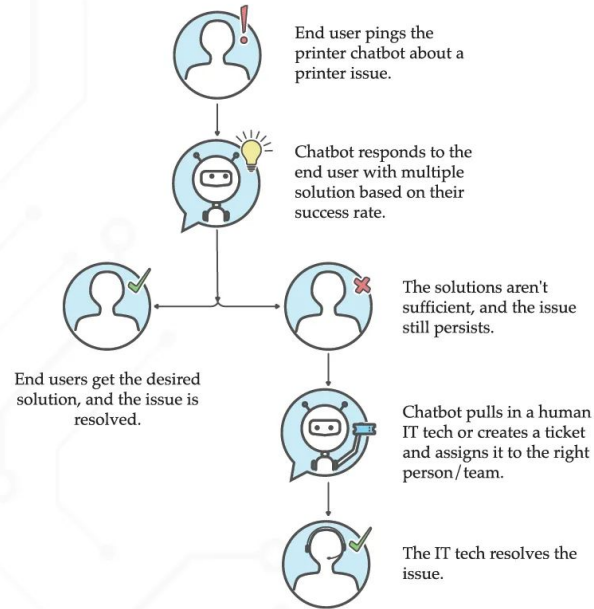 End user pings the
printer chatbot about a
printer issue.
Chatbot responds to the
end user with multiple
solution based on their
success rate.
The solutions aren't
sufficient, and the issue
still persists.
End users get the desired
solution, and the issue is
resolved.
Chatbot pulls in a human
IT tech or creates a ticket
and assigns it to the right
person/team.
The IT tech resolves the
issue.